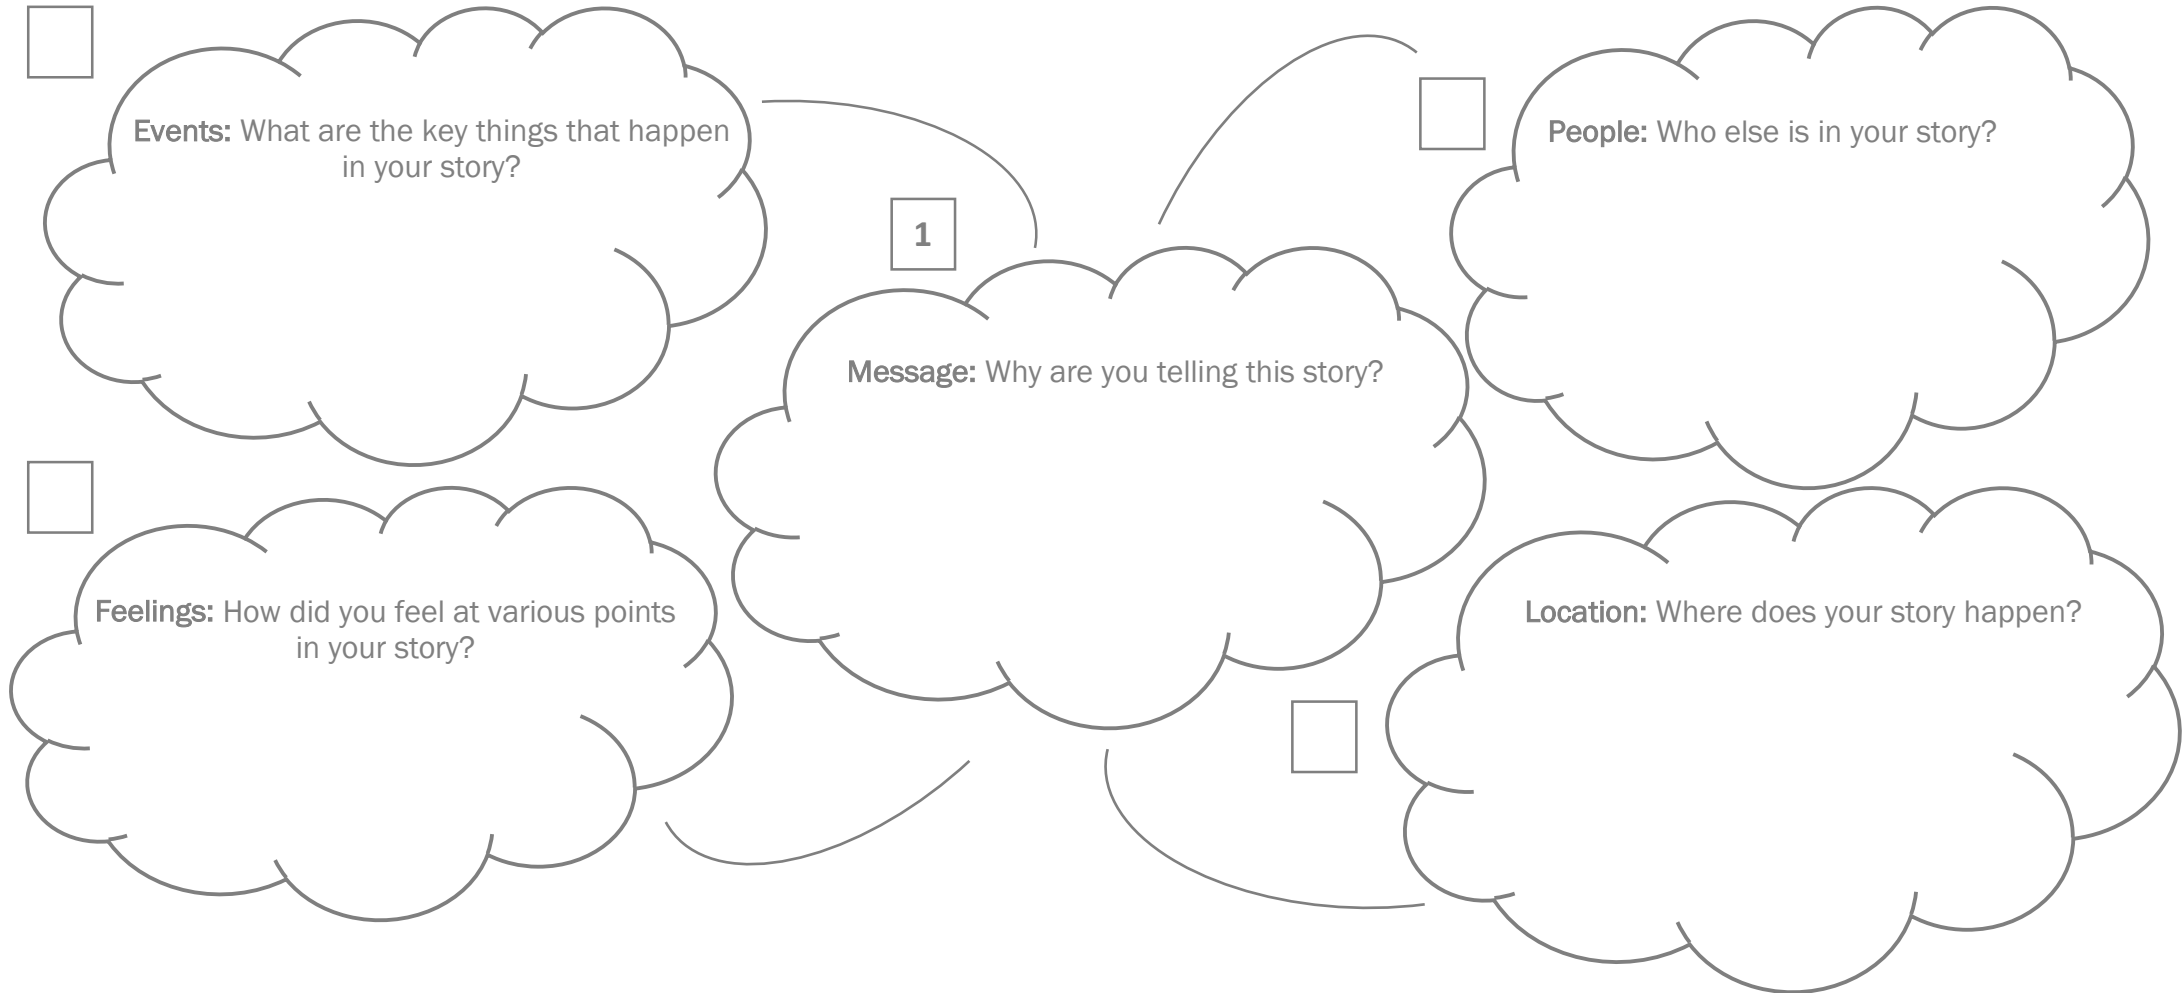 Events: What are the key things that happen
in your story?
People: Who else is in your story?
1
Message: Why are you telling this story?
Feelings: How did you feel at various points
in your story?
Location: Where does your story happen?